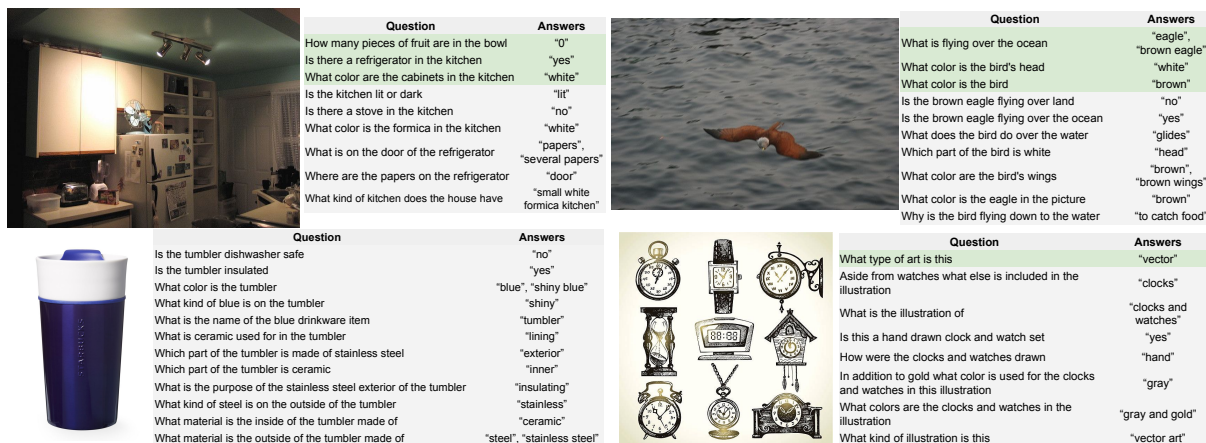 Question Answers
How many pieces of fruit are in the bowl “0”
Is there a refrigerator in the kitchen “yes”
What color are the cabinets in the kitchen “white”
Is the kitchen lit or dark “lit”
Is there a stove in the kitchen “no”
What color is the formica in the kitchen “white”
What is on the door of the refrigerator “papers”,
“several papers”
Where are the papers on the refrigerator “door”
What kind of kitchen does the house have “small white
formica kitchen”
Question Answers
What is flying over the ocean “eagle”,
“brown eagle”
What color is the bird's head “white”
What color is the bird “brown”
Is the brown eagle flying over land “no”
Is the brown eagle flying over the ocean “yes”
What does the bird do over the water “glides”
Which part of the bird is white “head”
What color are the bird's wings “brown”,
“brown wings”
What color is the eagle in the picture “brown”
Why is the bird flying down to the water “to catch food”
STARBUCKS
Question Answers
Is the tumbler dishwasher safe “no”
Is the tumbler insulated “yes”
What color is the tumbler “blue”, “shiny blue”
What kind of blue is on the tumbler “shiny”
What is the name of the blue drinkware item “tumbler”
What is ceramic used for in the tumbler “lining”
Which part of the tumbler is made of stainless steel “exterior”
Which part of the tumbler is ceramic “inner”
What is the purpose of the stainless steel exterior of the tumbler “insulating”
What kind of steel is on the outside of the tumbler “stainless”
What material is the inside of the tumbler made of “ceramic”
What material is the outside of the tumbler made of “steel”, “stainless steel”
88:88
Question Answers
What type of art is this “vector”
Aside from watches what else is included in the
illustration “clocks”
What is the illustration of “clocks and
watches”
Is this a hand drawn clock and watch set “yes”
How were the clocks and watches drawn “hand”
In addition to gold what color is used for the clocks
and watches in this illustration “gray”
What colors are the clocks and watches in the
illustration “gray and gold”
What kind of illustration is this “vector art”